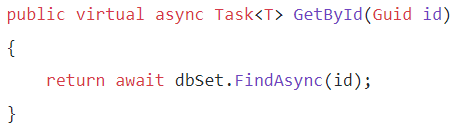 public virtual async Task<T> GetById(Guid id)
{
    return await dbSet.FindAsync(id);
}